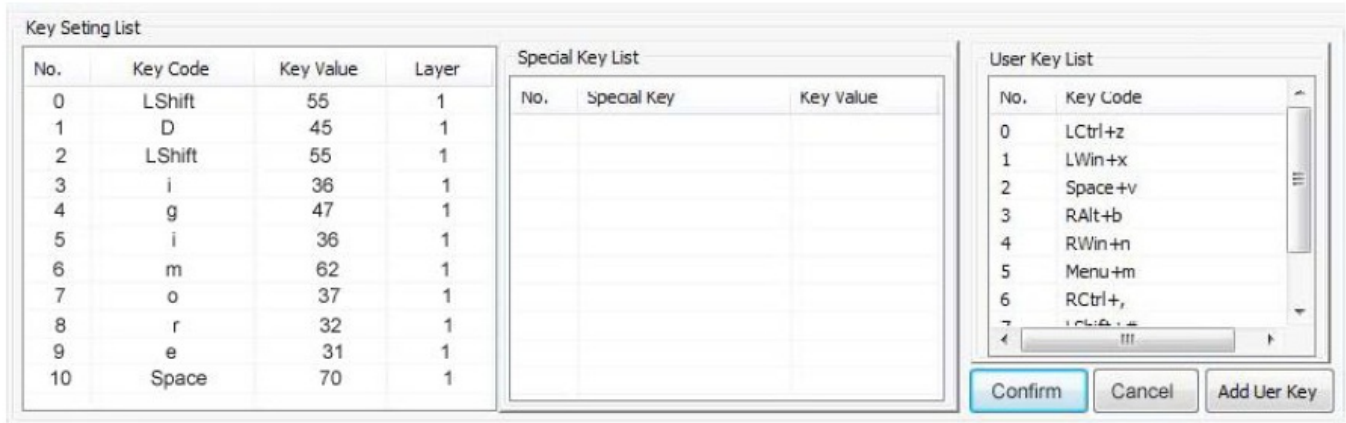 Key Seting List
No. Key Code Key Value Layer
0 LShift 55 1
1 D 45 1
2 LShift 55 1
3 i 36 1
4 g 47 1
5 i 36 1
6 m 62 1
7 o 37 1
8 r 32 1
9 e 31 1
10 Space 70 1
Special Key List
No. Special Key Key Value
User Key List
No. Key Code
0 LCtrl+z
1 LWin+x
2 Space+v
3 RAlt+b
4 RWin+n
5 Menu+m
6 RCtrl+,
Confirm Cancel Add Uer Key